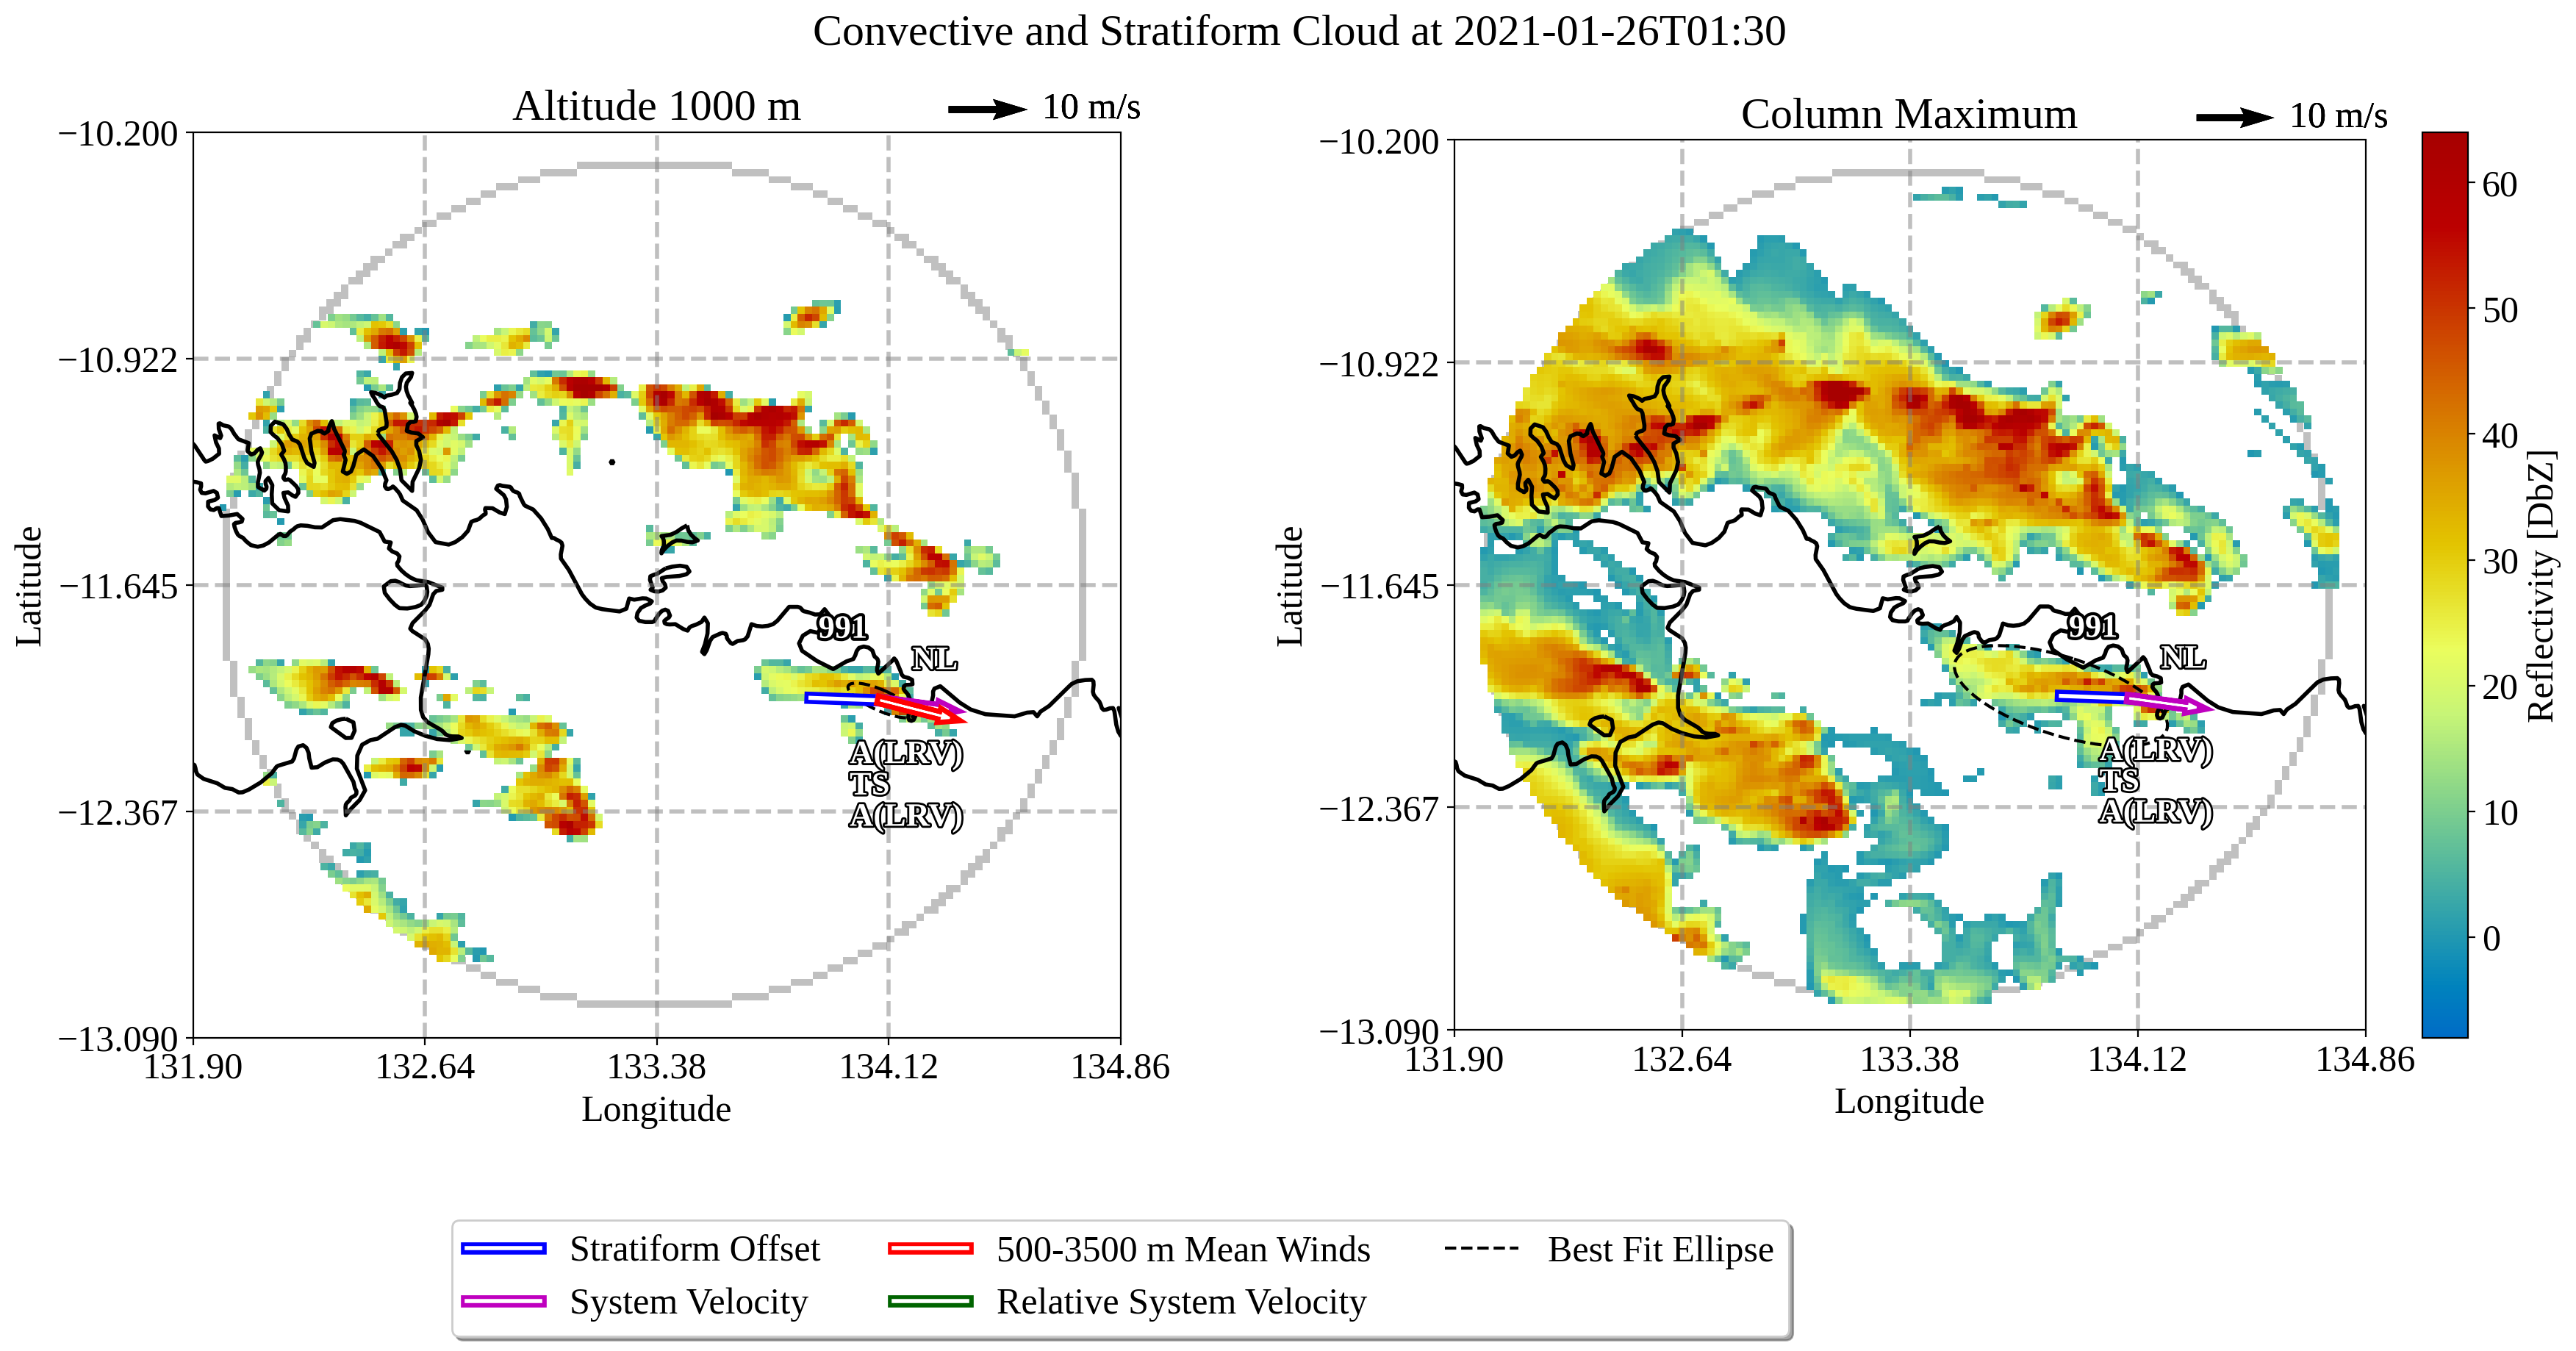 Convective and Stratiform Cloud at 2021-01-26T01:30
Altitude 1000 m
10 m/s
−10.200
−10.922
−11.645
−12.367
−13.090
Latitude
131.90
132.64
133.38
134.12
134.86
Longitude
991
NL
A(LRV)
TS
A(LRV)
Column Maximum
10 m/s
−10.200
−10.922
−11.645
−12.367
−13.090
Latitude
131.90
132.64
133.38
134.12
134.86
Longitude
991
NL
A(LRV)
TS
A(LRV)
60
50
40
30
20
10
0
Reflectivity [DbZ]
Stratiform Offset
System Velocity
500-3500 m Mean Winds
Relative System Velocity
Best Fit Ellipse